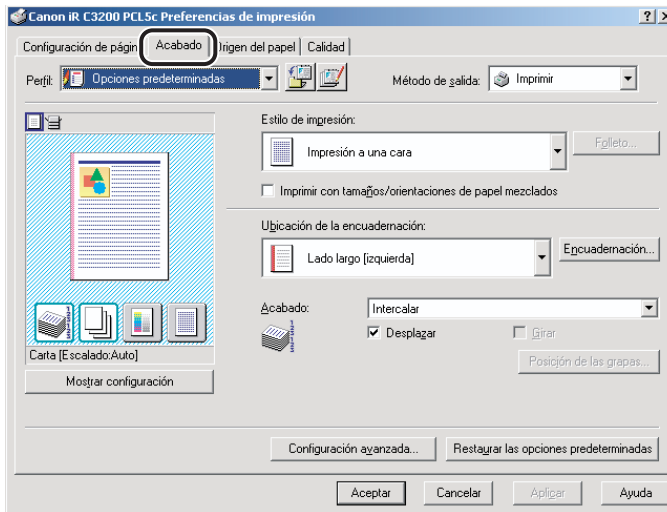 Canon iR C3200 PCL5c Preferencias de impresión
Configuración de págin Acabado Origen del papel Calidad
Perfil: Opciones predeterminadas Método de salida: Imprimir
Estilo de impresión:
Impresión a una cara Folleto...
Imprimir con tamaños/orientaciones de papel mezclados
Ubicación de la encuadernación:
Lado largo [izquierda] Encuadernación...
Acabado: Intercalar
Desplazar Girar
Carta [Escalado:Auto] Posición de las grapas...
Mostrar configuración
Configuración avanzada... Restaurar las opciones predeterminadas
Aceptar Cancelar Aplicar Ayuda